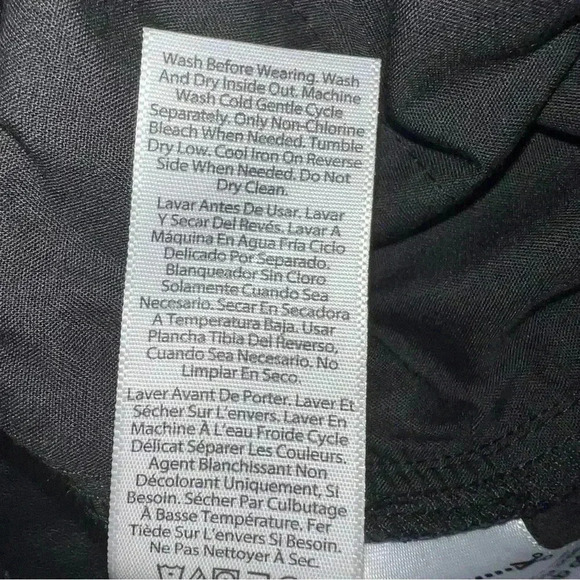 Wash Before Wearing. Wash
And Dry Inside Out. Machine
Wash Cold Gentle Cycle
Separately. Only Non-Chlorine
Bleach When Needed. Tumble
Dry Low. Cool Iron On Reverse
Side When Needed. Do Not
Dry Clean.
Lavar Antes De Usar. Lavar
Y Secar Del Revés. Lavar A
Máquina En Agua Fría Ciclo
Delicado Por Separado.
Blanqueador Sin Cloro
Solamente Cuando Sea
Necesario. Secar En Secadora
A Temperatura Baja. Usar
Plancha Tibia Del Reverso,
Cuando Sea Necesario. No
Limpiar En Seco.
Laver Avant De Porter. Laver Et
Sécher Sur L'envers. Laver En
Machine À L'eau Froide Cycle
Délicat Séparer Les Couleurs.
Agent Blanchissant Non
Décolorant Uniquement, Si
Besoin. Sécher Par Culbutage
À Basse Température. Fer
Tiède Sur L'envers Si Besoin.
Ne Pas Nettoyer À Sec.